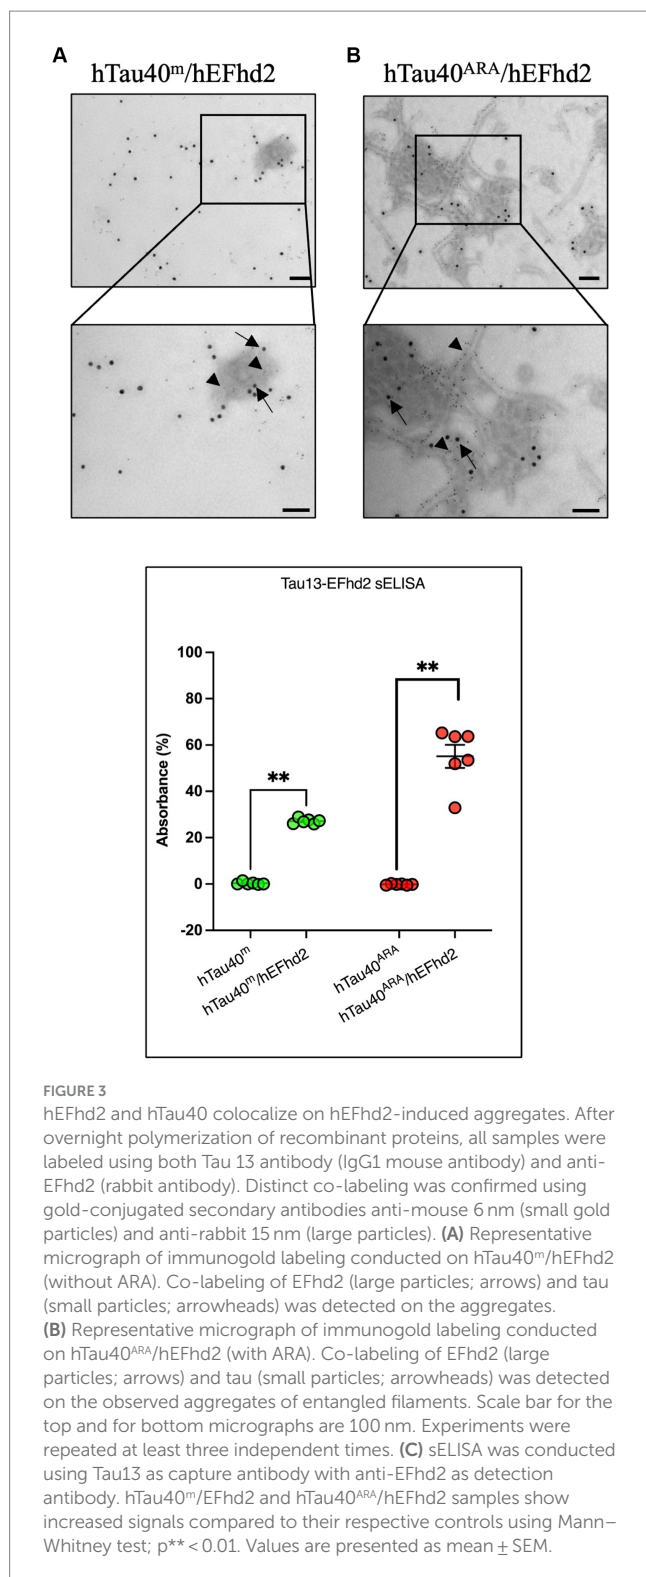 A
hTau40ᵐ/hEFhd2
B
hTau40ᴬᴿᴬ/hEFhd2
Tau13-EFhd2 sELISA
100
80
60
40
20
0
-20
Absorbance (%)
**
**
hTau40ᵐ
hTau40ᵐ/hEFhd2
hTau40ᴬᴿᴬ
hTau40ᴬᴿᴬ/hEFhd2
FIGURE 3
hEFhd2 and hTau40 colocalize on hEFhd2-induced aggregates. After
overnight polymerization of recombinant proteins, all samples were
labeled using both Tau 13 antibody (IgG1 mouse antibody) and anti-
EFhd2 (rabbit antibody). Distinct co-labeling was confirmed using
gold-conjugated secondary antibodies anti-mouse 6 nm (small gold
particles) and anti-rabbit 15 nm (large particles). (A) Representative
micrograph of immunogold labeling conducted on hTau40ᵐ/hEFhd2
(without ARA). Co-labeling of EFhd2 (large particles; arrows) and tau
(small particles; arrowheads) was detected on the aggregates.
(B) Representative micrograph of immunogold labeling conducted
on hTau40ᴬᴿᴬ/hEFhd2 (with ARA). Co-labeling of EFhd2 (large
particles; arrows) and tau (small particles; arrowheads) was detected
on the observed aggregates of entangled filaments. Scale bar for the
top and for bottom micrographs are 100 nm. Experiments were
repeated at least three independent times. (C) sELISA was conducted
using Tau13 as capture antibody with anti-EFhd2 as detection
antibody. hTau40ᵐ/EFhd2 and hTau40ᴬᴿᴬ/hEFhd2 samples show
increased signals compared to their respective controls using Mann–
Whitney test; p** < 0.01. Values are presented as mean ± SEM.